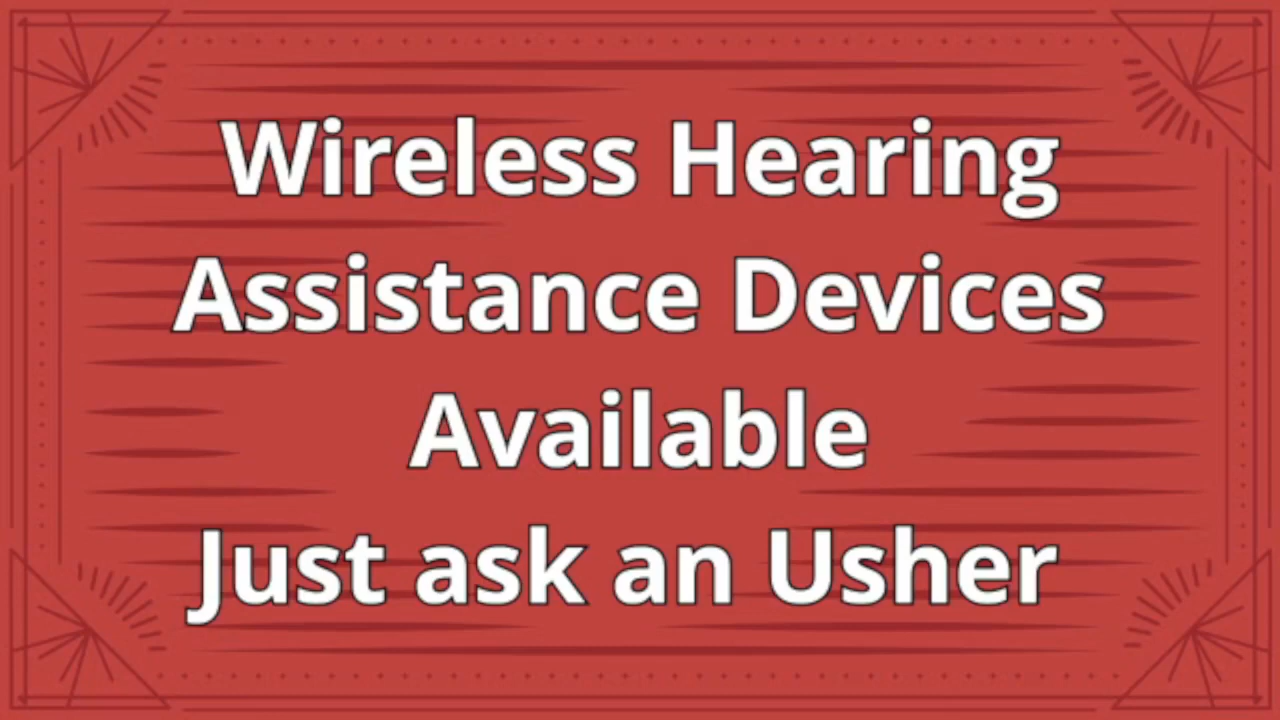 Wireless Hearing
Assistance Devices
Available
Just ask an Usher